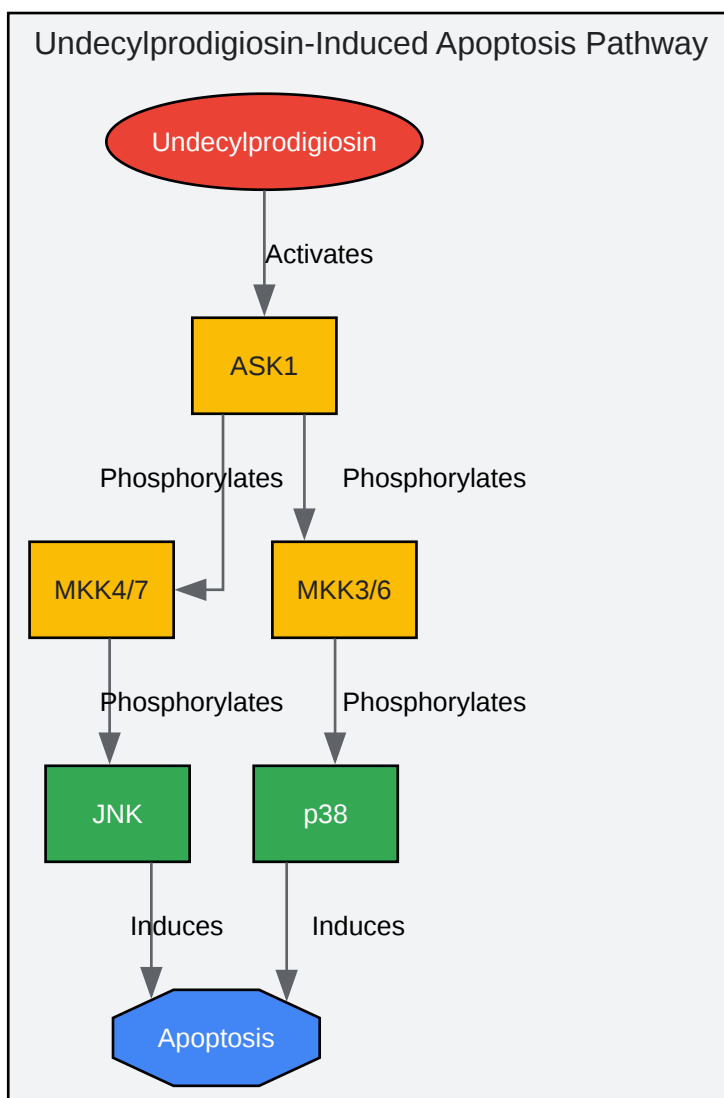 Undecylprodigiosin-Induced Apoptosis Pathway
Undecylprodigiosin
Activates
ASK1
Phosphorylates
Phosphorylates
MKK4/7
MKK3/6
Phosphorylates
Phosphorylates
JNK
p38
Induces
Induces
Apoptosis